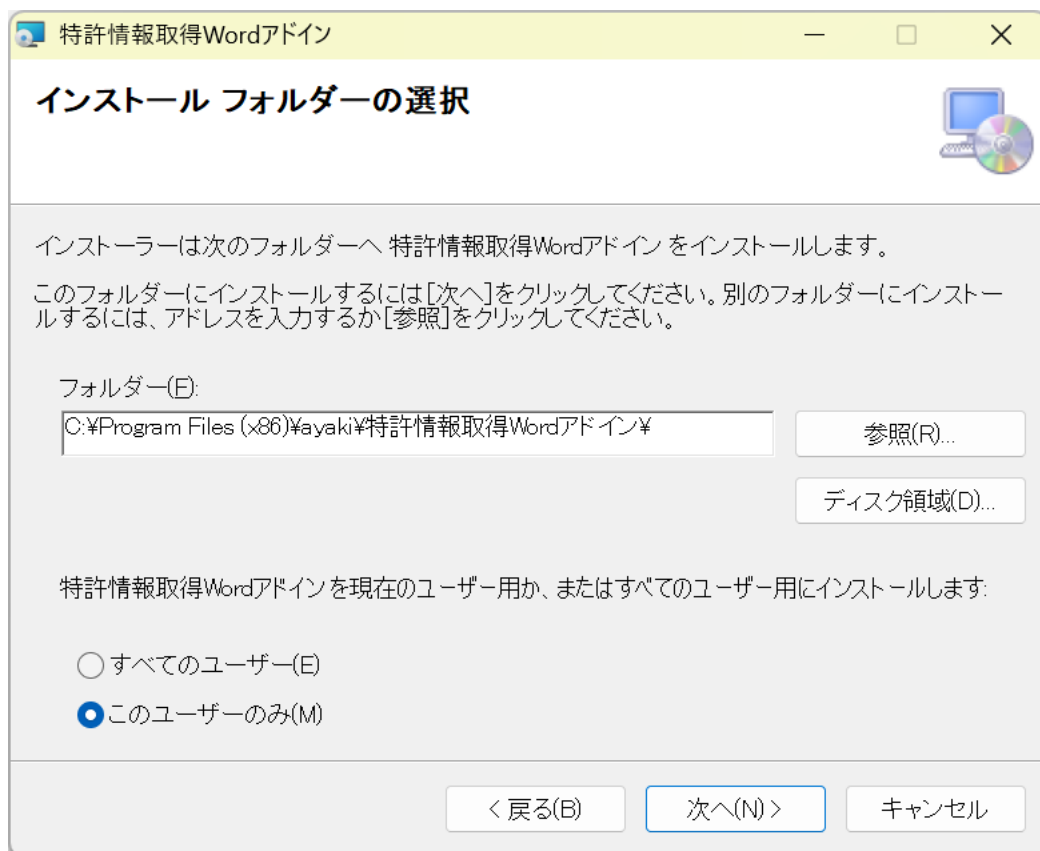 特許情報取得Wordアドイン
インストール フォルダーの選択
インストーラーは次のフォルダーへ 特許情報取得Wordアドイン をインストールします。
このフォルダーにインストールするには[次へ]をクリックしてください。別のフォルダーにインストー
ルするには、アドレスを入力するか[参照]をクリックしてください。
フォルダー(F):
C:¥Program Files (x86)¥ayaki¥特許情報取得Wordアドイン¥
参照(R)...
ディスク領域(D)...
特許情報取得Wordアドインを現在のユーザー用か、またはすべてのユーザー用にインストールします:
すべてのユーザー(E)
このユーザーのみ(M)
< 戻る(B)
次へ(N) >
キャンセル